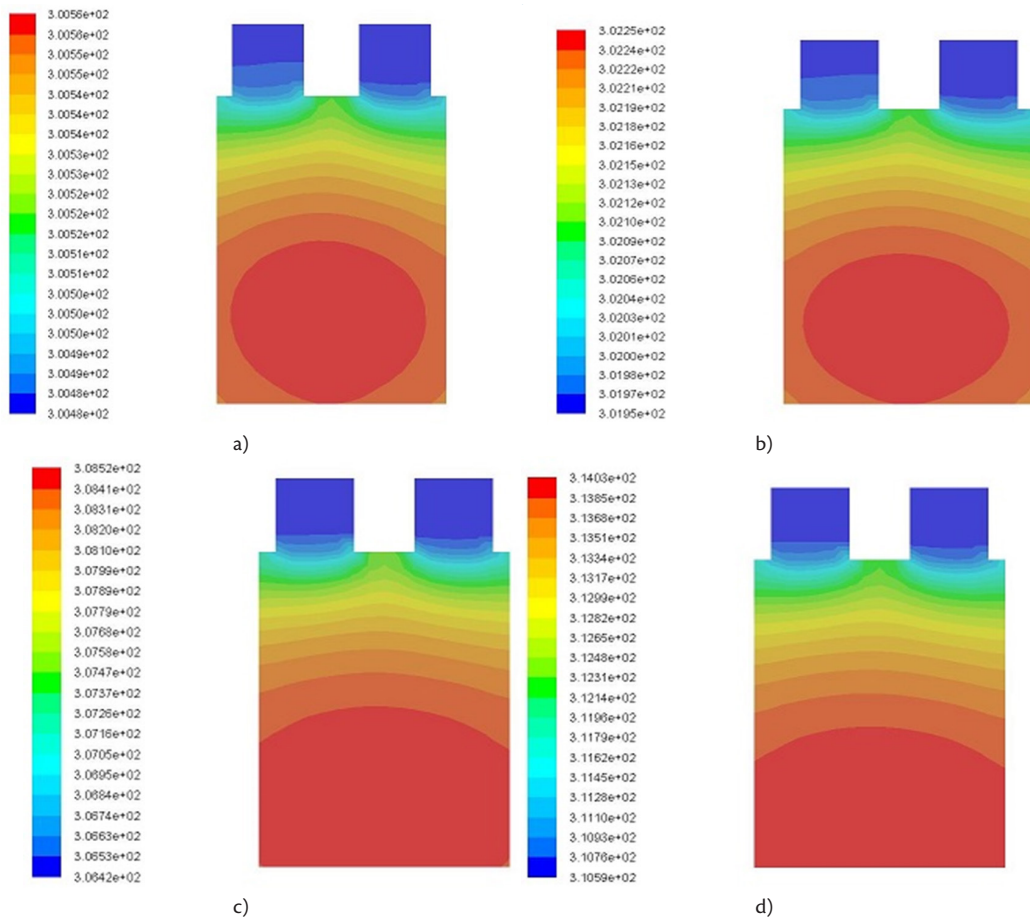 3.0056e+02
3.0056e+02
3.0055e+02
3.0055e+02
3.0054e+02
3.0054e+02
3.0054e+02
3.0053e+02
3.0053e+02
3.0052e+02
3.0052e+02
3.0052e+02
3.0051e+02
3.0051e+02
3.0050e+02
3.0050e+02
3.0050e+02
3.0049e+02
3.0049e+02
3.0048e+02
3.0048e+02
a)
3.0225e+02
3.0224e+02
3.0222e+02
3.0221e+02
3.0219e+02
3.0218e+02
3.0216e+02
3.0215e+02
3.0213e+02
3.0212e+02
3.0210e+02
3.0209e+02
3.0207e+02
3.0206e+02
3.0204e+02
3.0203e+02
3.0201e+02
3.0200e+02
3.0198e+02
3.0197e+02
3.0195e+02
b)
3.0852e+02
3.0841e+02
3.0831e+02
3.0820e+02
3.0810e+02
3.0799e+02
3.0789e+02
3.0779e+02
3.0768e+02
3.0758e+02
3.0747e+02
3.0737e+02
3.0726e+02
3.0716e+02
3.0705e+02
3.0695e+02
3.0684e+02
3.0674e+02
3.0663e+02
3.0653e+02
3.0642e+02
c)
3.1403e+02
3.1385e+02
3.1368e+02
3.1351e+02
3.1334e+02
3.1317e+02
3.1299e+02
3.1282e+02
3.1265e+02
3.1248e+02
3.1231e+02
3.1214e+02
3.1196e+02
3.1179e+02
3.1162e+02
3.1145e+02
3.1128e+02
3.1110e+02
3.1093e+02
3.1076e+02
3.1059e+02
d)